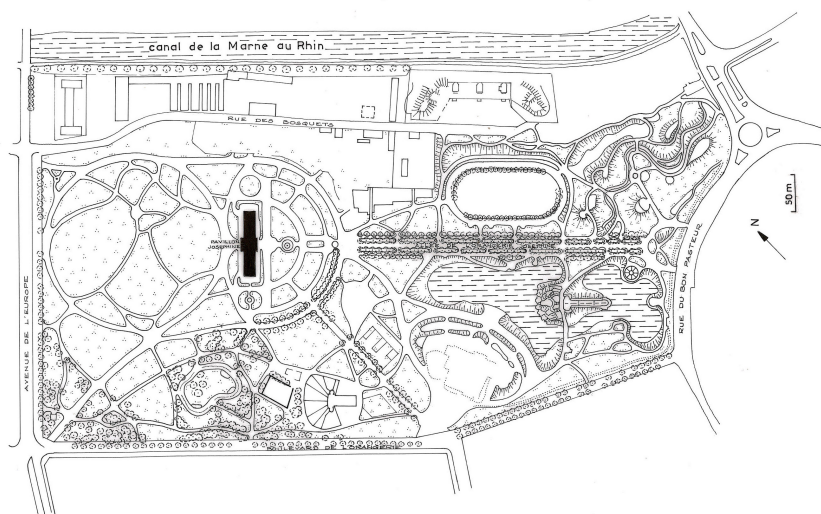 canal de la Marne au Rhin
RUE DES BOSQUETS
50m
N
PAVILLON
JOSEPHINE
AVENUE DE L'EUROPE
RUE DU BON PASTEUR
BOULEVARD DE L'ORANGERIE